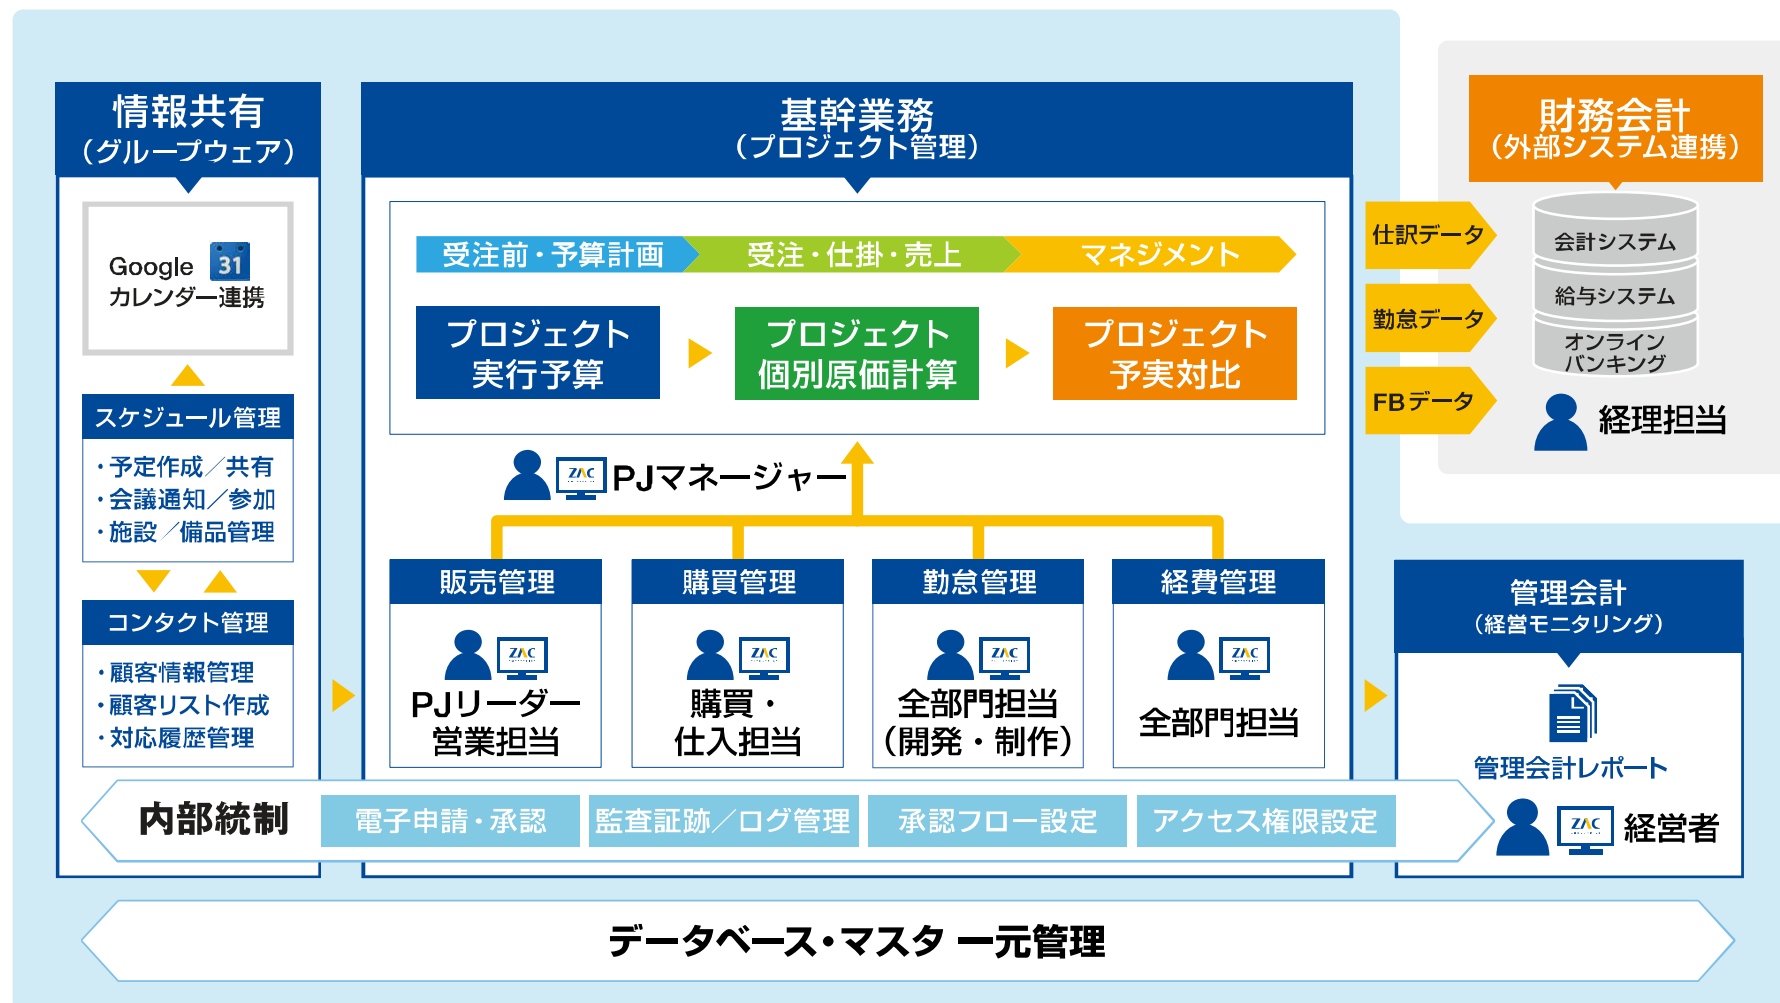 情報共有
（グループウェア）
Google
31
カレンダー連携
スケジュール管理
・予定作成／共有
・会議通知／参加
・施設／備品管理
コンタクト管理
・顧客情報管理
・顧客リスト作成
・対応履歴管理
基幹業務
（プロジェクト管理）
受注前・予算計画
受注・仕掛・売上
マネジメント
プロジェクト
実行予算
プロジェクト
個別原価計算
プロジェクト
予実対比
ZAC
PJマネージャー
販売管理
ZAC
PJリーダー
営業担当
購買管理
ZAC
購買・
仕入担当
勤怠管理
ZAC
全部門担当
（開発・制作）
経費管理
ZAC
全部門担当
仕訳データ
勤怠データ
FBデータ
財務会計
（外部システム連携）
会計システム
給与システム
オンライン
バンキング
経理担当
管理会計
（経営モニタリング）
管理会計レポート
ZAC
経営者
内部統制
電子申請・承認
監査証跡／ログ管理
承認フロー設定
アクセス権限設定
データベース・マスタ 一元管理